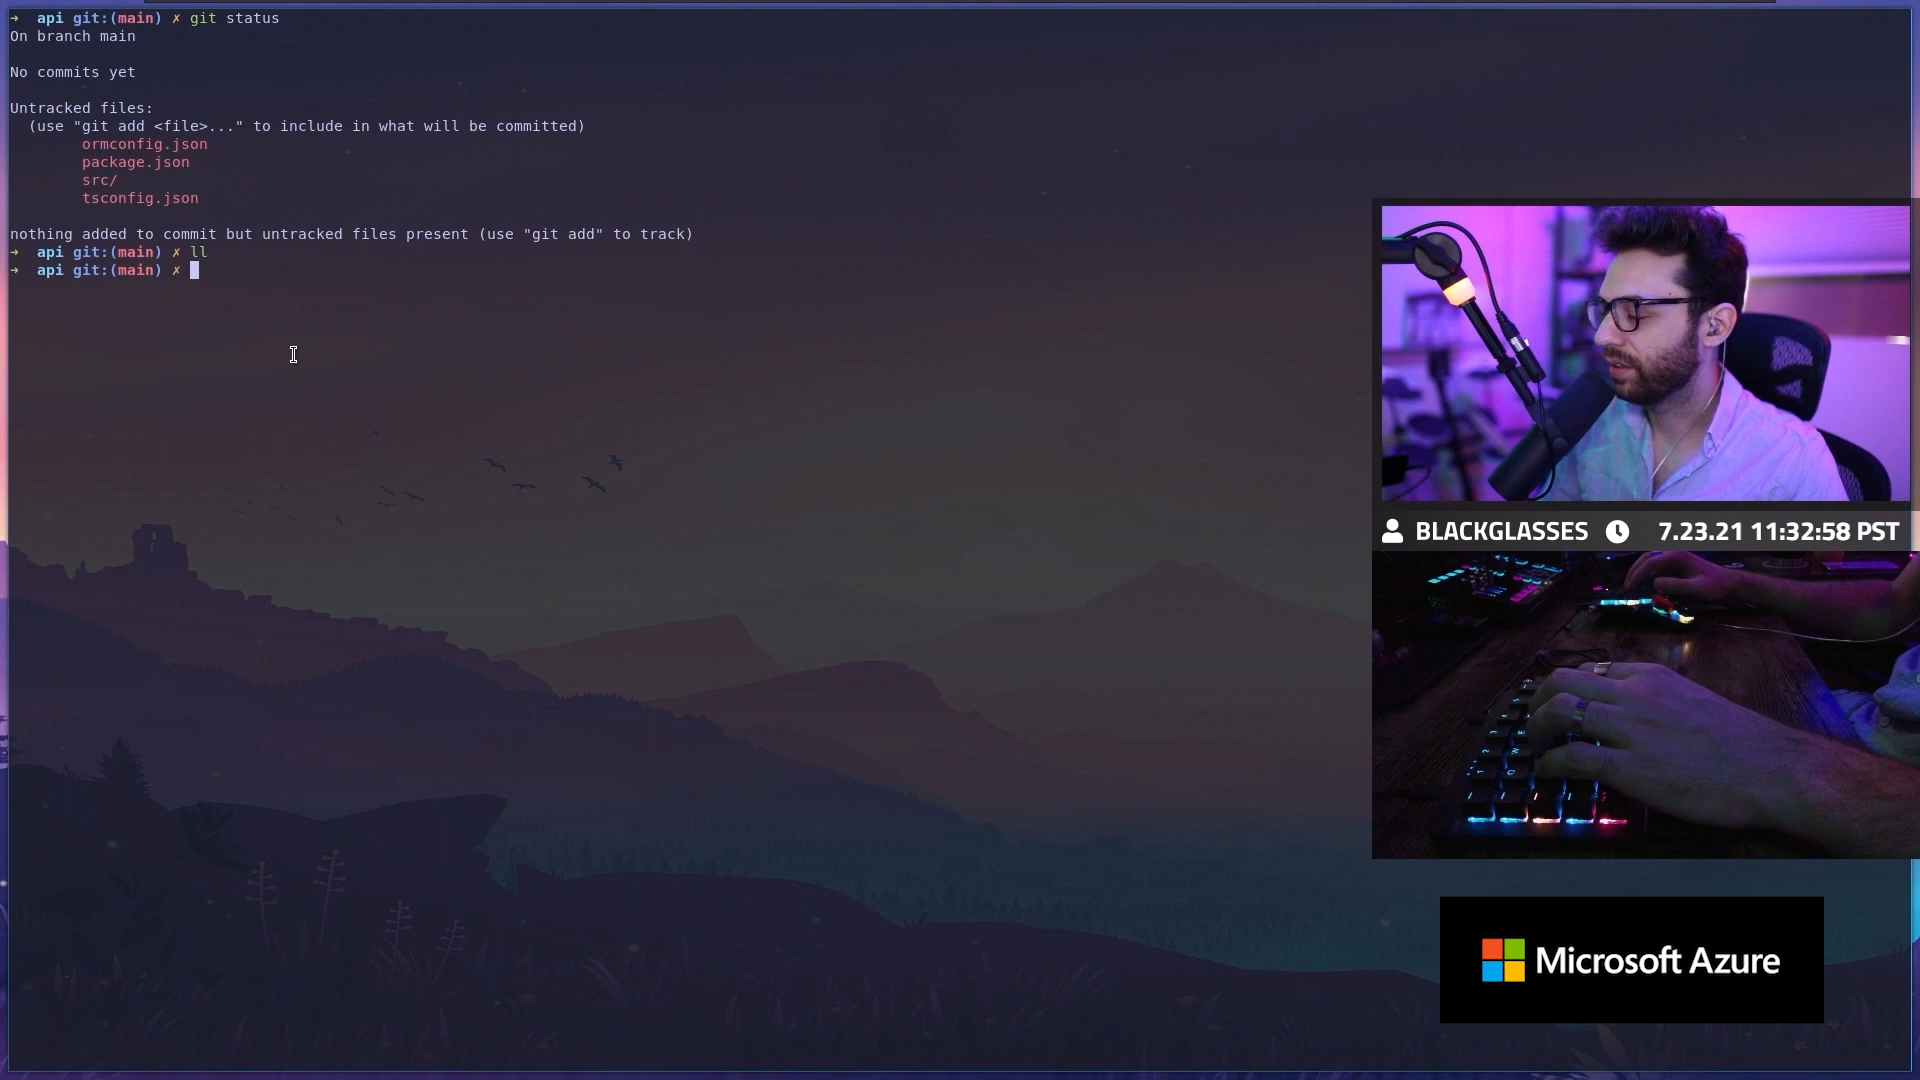 ➜  api git:(main) ✗ git status
On branch main
No commits yet
Untracked files:
  (use "git add <file>..." to include in what will be committed)
        ormconfig.json
        package.json
        src/
        tsconfig.json
nothing added to commit but untracked files present (use "git add" to track)
➜  api git:(main) ✗ ll
➜  api git:(main) ✗
BLACKGLASSES 7.23.21 11:32:58 PST
Microsoft Azure